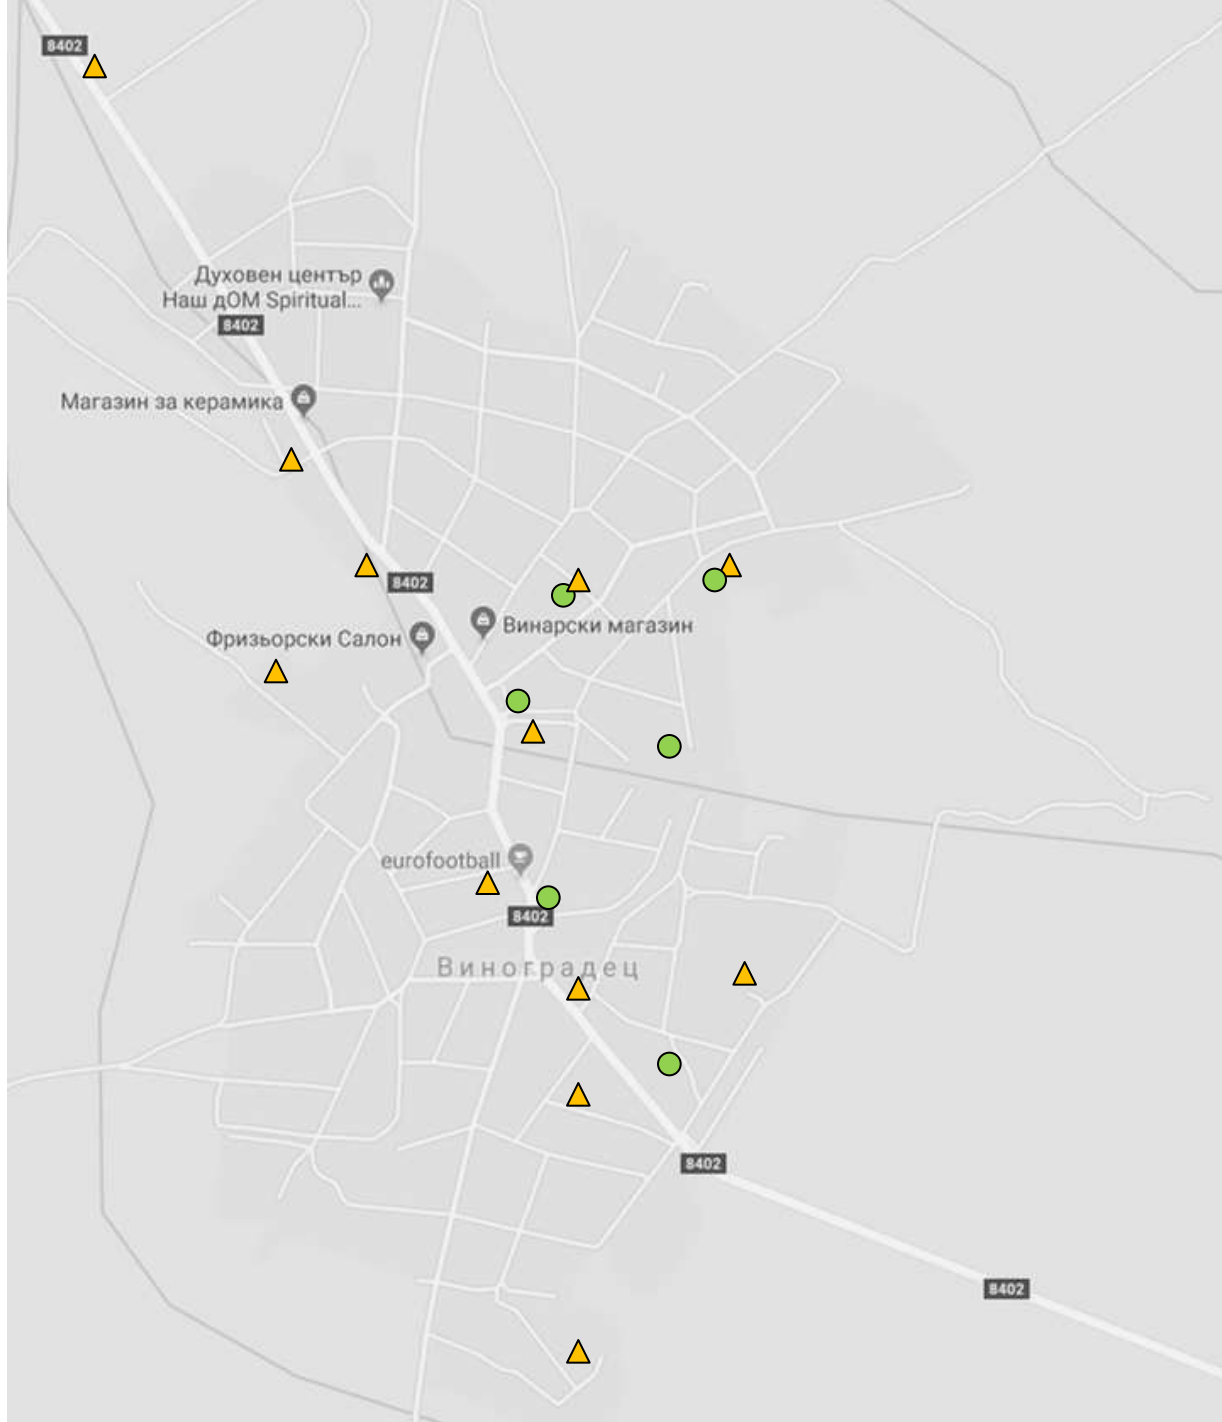 8402
Духовен център
Наш дОМ Spiritual...
8402
Магазин за керамика
8402
Винарски магазин
Фризьорски Салон
eurofootball
8402
Виноградец
8402
8402